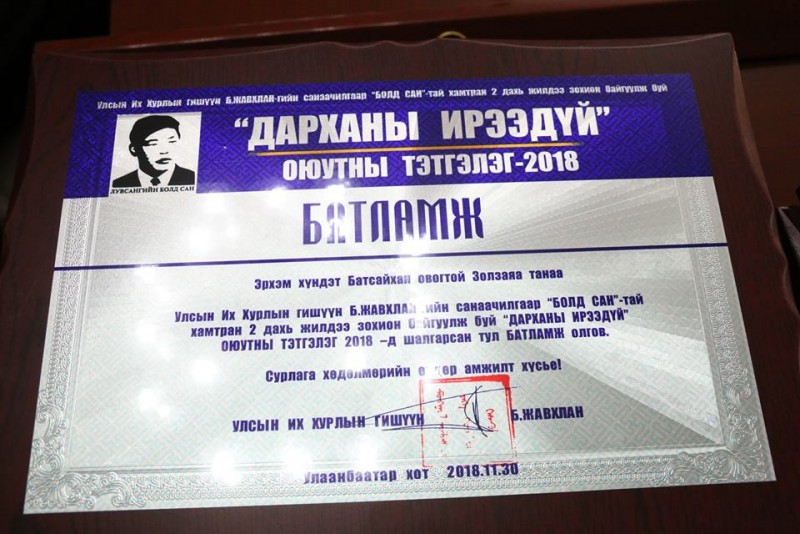 Улсын Их Хурлын гишүүн Б.ЖАВХЛАН-гийн санаачилгаар “БОЛД САН”-тай хамтран 2 дахь жилдээ зохион байгуулж буй
“ДАРХАНЫ ИРЭЭДҮЙ”
ОЮУТНЫ ТЭТГЭЛЭГ-2018
ЛУВСАНГИЙН БОЛД САН
БАТЛАМЖ
Эрхэм хүндэт Батсайхан овогтой Золзаяа танаа
Улсын Их Хурлын гишүүн Б.ЖАВХЛАН-гийн санаачилгаар “БОЛД САН”-тай
хамтран 2 дахь жилдээ зохион байгуулж буй “ДАРХАНЫ ИРЭЭДҮЙ”
ОЮУТНЫ ТЭТГЭЛЭГ 2018 –д шалгарсан тул БАТЛАМЖ олгов.
Сурлага хөдөлмөрийн өндөр амжилт хүсье!
УЛСЫН ИХ ХУРЛЫН ГИШҮҮН Б.ЖАВХЛАН
Улаанбаатар хот 2018.11.30